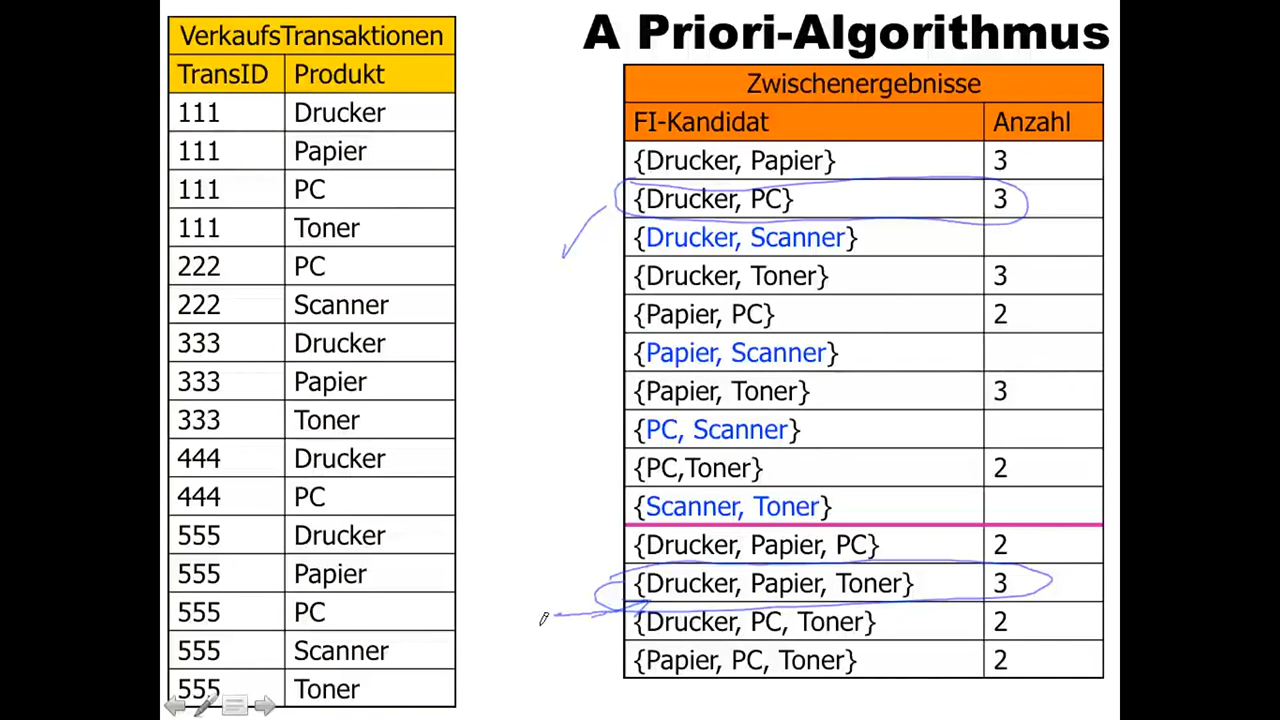 VerkaufsTransaktionen
TransID Produkt
111 Drucker
111 Papier
111 PC
111 Toner
222 PC
222 Scanner
333 Drucker
333 Papier
333 Toner
444 Drucker
444 PC
555 Drucker
555 Papier
555 PC
555 Scanner
555 Toner
A Priori-Algorithmus
Zwischenergebnisse
FI-Kandidat Anzahl
{Drucker, Papier} 3
{Drucker, PC} 3
{Drucker, Scanner}
{Drucker, Toner} 3
{Papier, PC} 2
{Papier, Scanner}
{Papier, Toner} 3
{PC, Scanner}
{PC,Toner} 2
{Scanner, Toner}
{Drucker, Papier, PC} 2
{Drucker, Papier, Toner} 3
{Drucker, PC, Toner} 2
{Papier, PC, Toner} 2